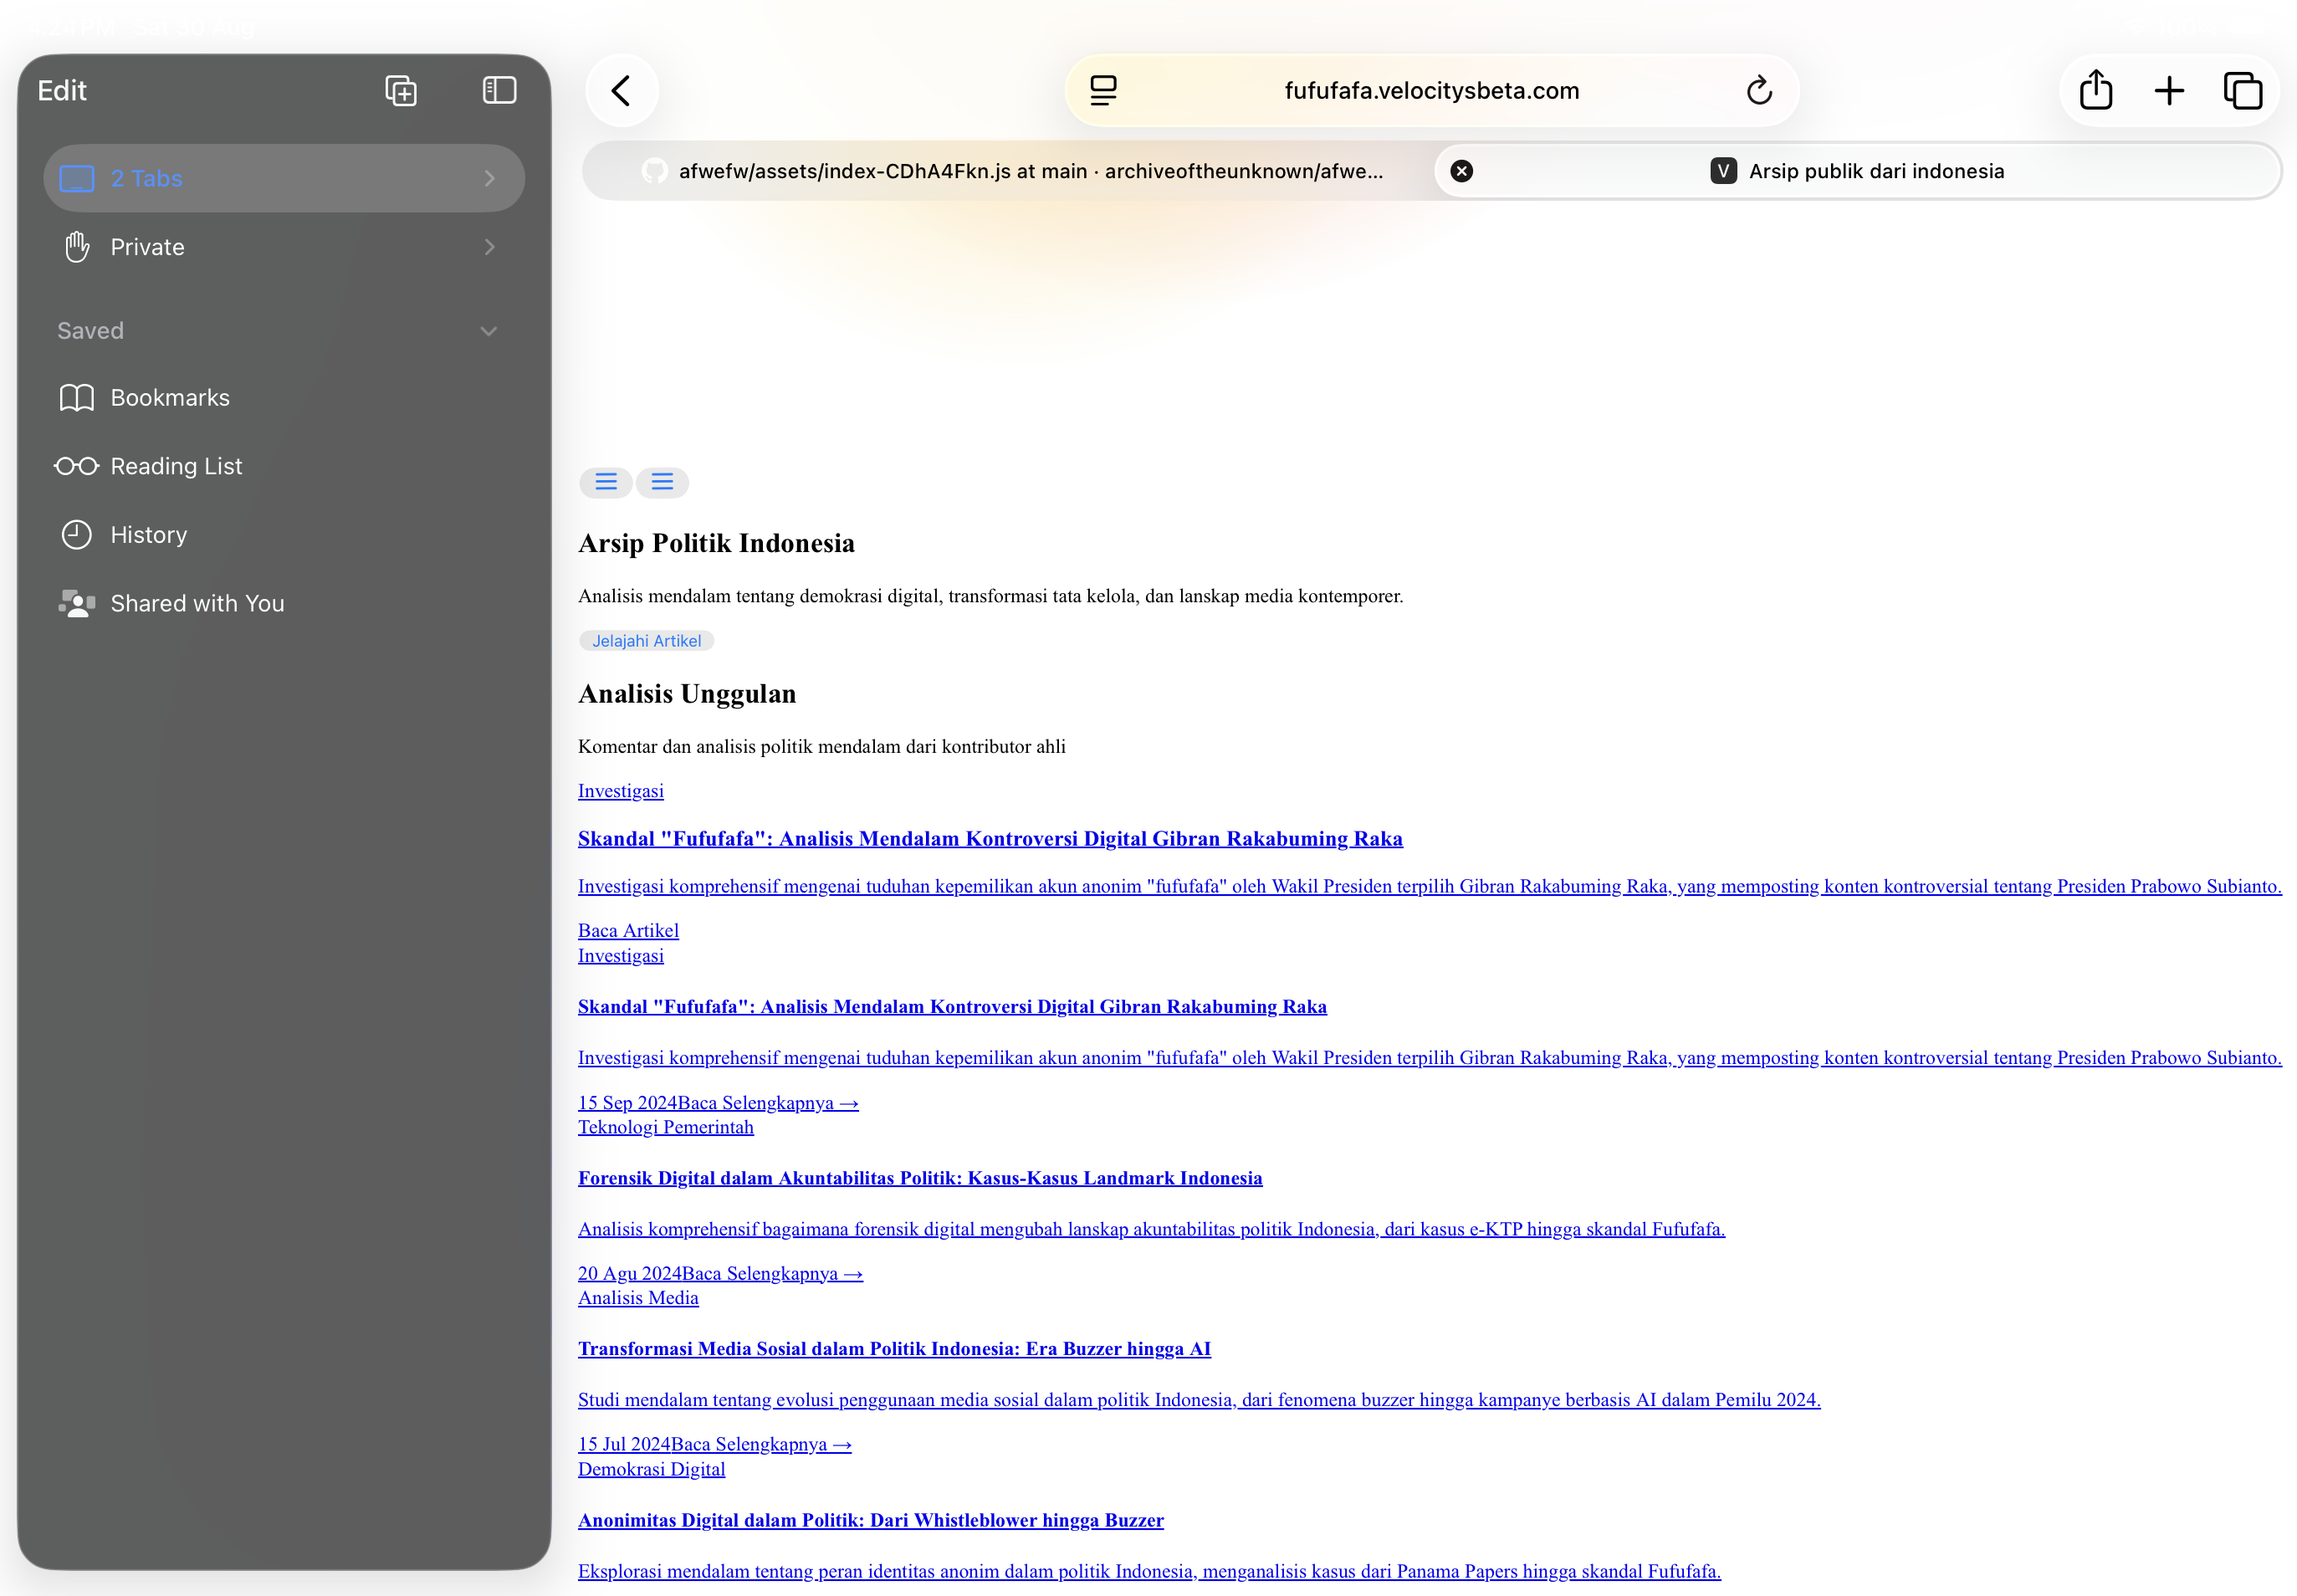 Edit
2 Tabs
Private
Saved
Bookmarks
Reading List
History
Shared with You
fufufafa.velocitysbeta.com
afwefw/assets/index-CDhA4Fkn.js at main · archiveoftheunknown/afwe...
V Arsip publik dari indonesia
Arsip Politik Indonesia
Analisis mendalam tentang demokrasi digital, transformasi tata kelola, dan lanskap media kontemporer.
Jelajahi Artikel
Analisis Unggulan
Komentar dan analisis politik mendalam dari kontributor ahli
Investigasi
Skandal "Fufufafa": Analisis Mendalam Kontroversi Digital Gibran Rakabuming Raka
Investigasi komprehensif mengenai tuduhan kepemilikan akun anonim "fufufafa" oleh Wakil Presiden terpilih Gibran Rakabuming Raka, yang memposting konten kontroversial tentang Presiden Prabowo Subianto.
Baca Artikel
Investigasi
Skandal "Fufufafa": Analisis Mendalam Kontroversi Digital Gibran Rakabuming Raka
Investigasi komprehensif mengenai tuduhan kepemilikan akun anonim "fufufafa" oleh Wakil Presiden terpilih Gibran Rakabuming Raka, yang memposting konten kontroversial tentang Presiden Prabowo Subianto.
15 Sep 2024Baca Selengkapnya →
Teknologi Pemerintah
Forensik Digital dalam Akuntabilitas Politik: Kasus-Kasus Landmark Indonesia
Analisis komprehensif bagaimana forensik digital mengubah lanskap akuntabilitas politik Indonesia, dari kasus e-KTP hingga skandal Fufufafa.
20 Agu 2024Baca Selengkapnya →
Analisis Media
Transformasi Media Sosial dalam Politik Indonesia: Era Buzzer hingga AI
Studi mendalam tentang evolusi penggunaan media sosial dalam politik Indonesia, dari fenomena buzzer hingga kampanye berbasis AI dalam Pemilu 2024.
15 Jul 2024Baca Selengkapnya →
Demokrasi Digital
Anonimitas Digital dalam Politik: Dari Whistleblower hingga Buzzer
Eksplorasi mendalam tentang peran identitas anonim dalam politik Indonesia, menganalisis kasus dari Panama Papers hingga skandal Fufufafa.